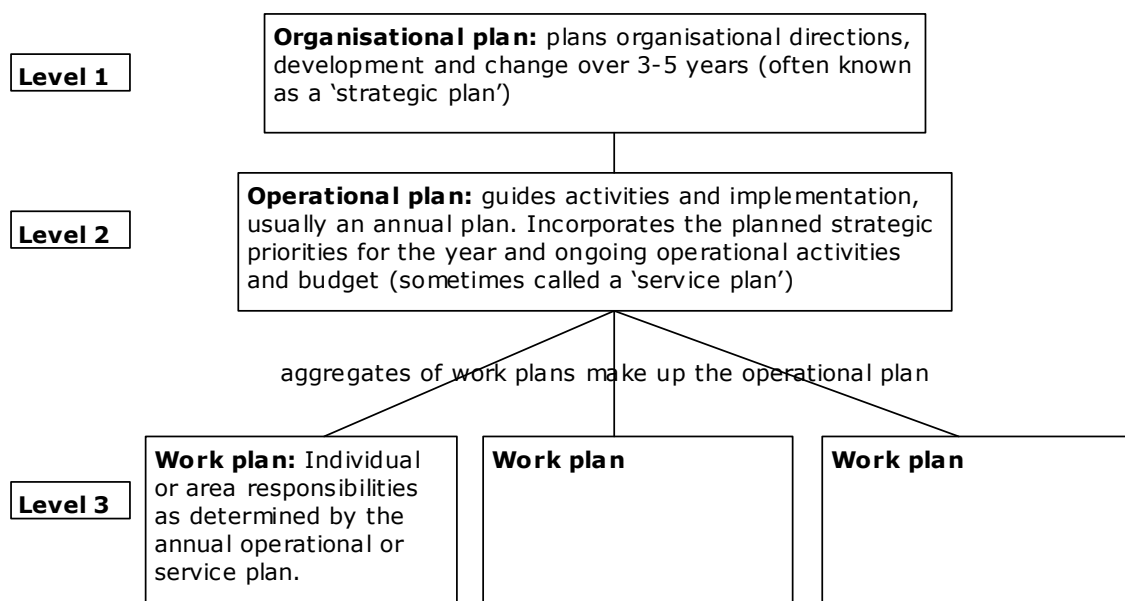 Organisational plan: plans organisational directions,
development and change over 3-5 years (often known
as a ‘strategic plan’)
Level 1
Operational plan: guides activities and implementation,
usually an annual plan. Incorporates the planned strategic
priorities for the year and ongoing operational activities
and budget (sometimes called a ‘service plan’)
Level 2
aggregates of work plans make up the operational plan
Work plan: Individual
or area responsibilities
as determined by the
annual operational or
service plan.
Work plan
Work plan
Level 3